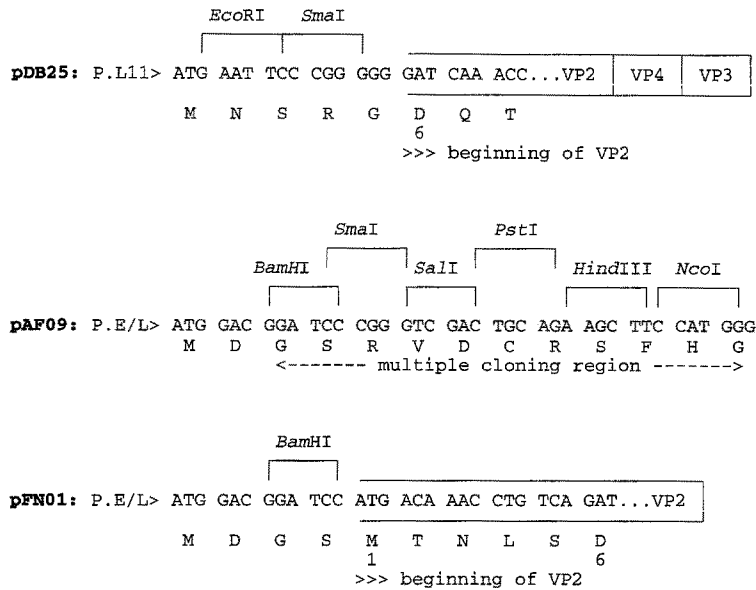 EcoRI SmaI
pDB25: P.L11> ATG AAT TCC CGG GGG GAT CAA ACC...VP2 VP4 VP3
M N S R G D Q T
6
>>> beginning of VP2
SmaI PstI
BamHI SalI HindIII NcoI
pAF09: P.E/L> ATG GAC GGA TCC CGG GTC GAC TGC AGA AGC TTC CAT GGG
M D G S R V D C R S F H G
<------- multiple cloning region ------->
BamHI
pFN01: P.E/L> ATG GAC GGA TCC ATG ACA AAC CTG TCA GAT...VP2
M D G S M T N L S D
1 6
>>> beginning of VP2